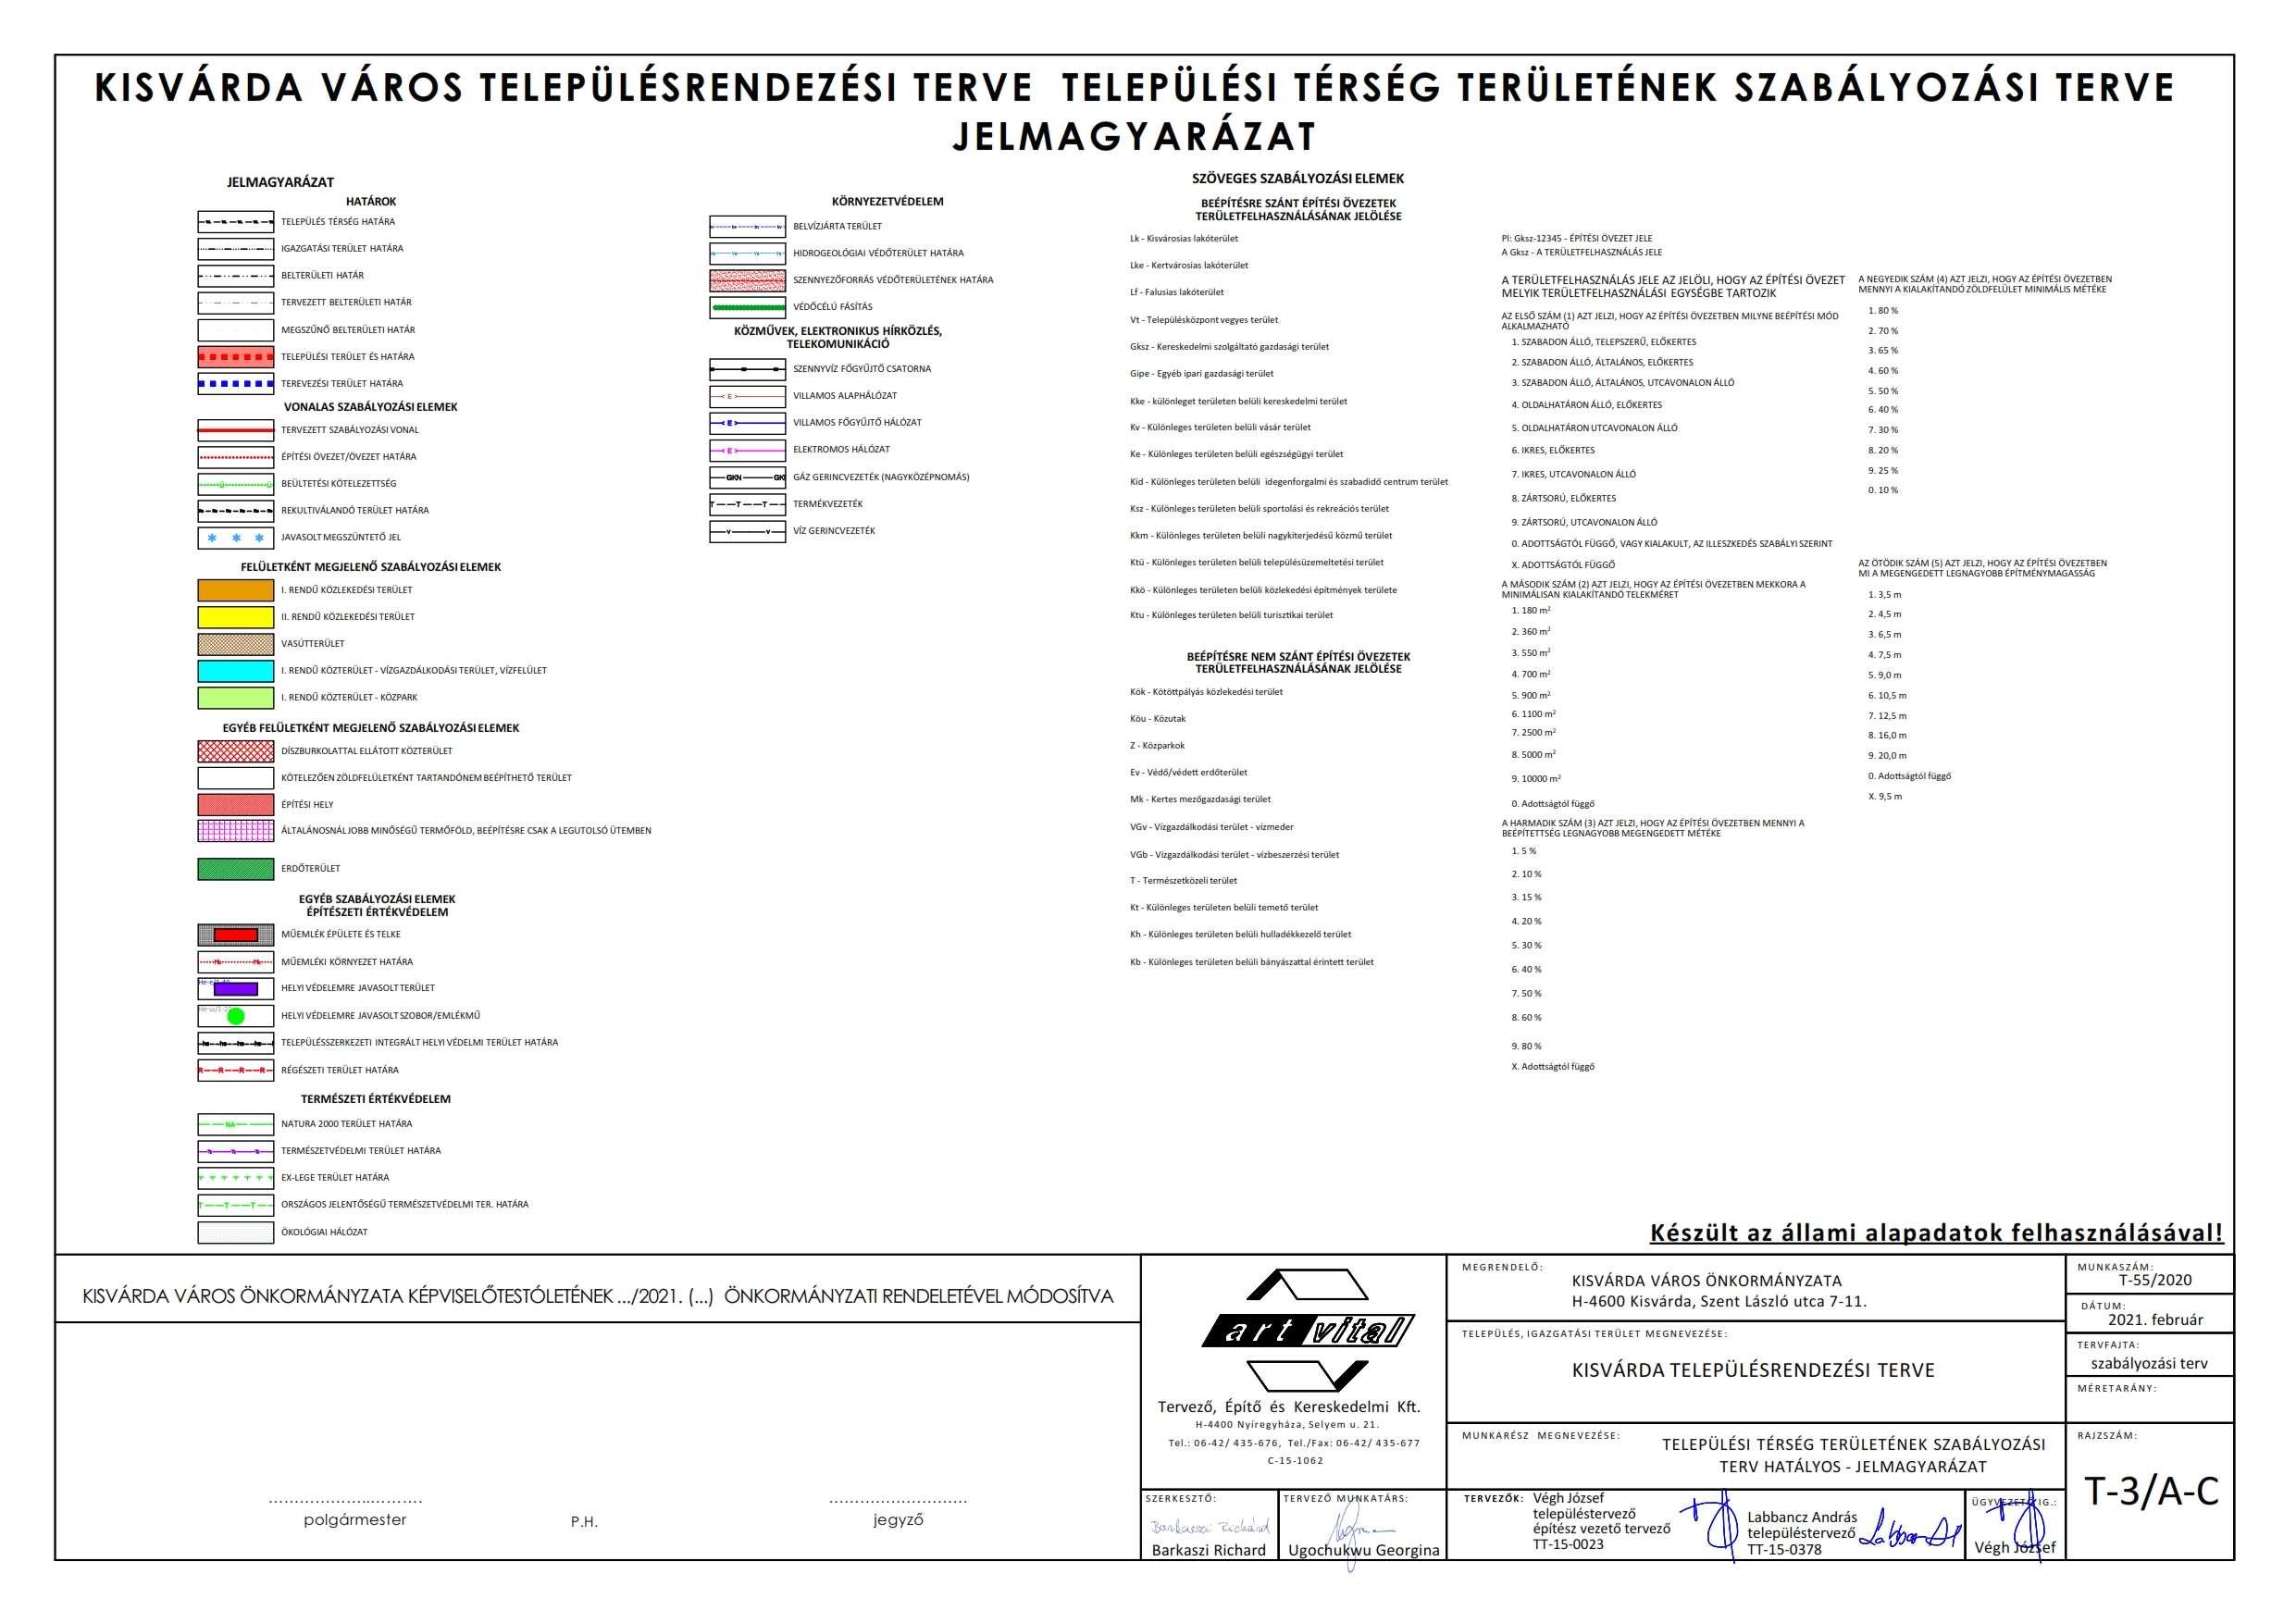 KISVÁRDA VÁROS TELEPÜLÉSRENDEZÉSI TERVE TELEPÜLÉSI TÉRSÉG TERÜLETÉNEK SZABÁLYOZÁSI TERVE
JELMAGYARÁZAT
JELMAGYARÁZAT
HATÁROK
TELEPÜLÉS TÉRSÉG HATÁRA
IGAZGATÁSI TERÜLET HATÁRA
BELTERÜLETI HATÁR
TERVEZETT BELTERÜLETI HATÁR
MEGSZŰNŐ BELTERÜLETI HATÁR
TELEPÜLÉSI TERÜLET ÉS HATÁRA
TEREVEZÉSI TERÜLET HATÁRA
VONALAS SZABÁLYOZÁSI ELEMEK
TERVEZETT SZABÁLYOZÁSI VONAL
ÉPÍTÉSI ÖVEZET/ÖVEZET HATÁRA
BEÜLTETÉSI KÖTELEZETTSÉG
REKULTIVÁLANDÓ TERÜLET HATÁRA
JAVASOLT MEGSZÜNTETŐ JEL
FELÜLETKÉNT MEGJELENŐ SZABÁLYOZÁSI ELEMEK
I. RENDŰ KÖZLEKEDÉSI TERÜLET
II. RENDŰ KÖZLEKEDÉSI TERÜLET
VASÚTTERÜLET
I. RENDŰ KÖZTERÜLET - VÍZGAZDÁLKODÁSI TERÜLET, VÍZFELÜLET
I. RENDŰ KÖZTERÜLET - KÖZPARK
EGYÉB FELÜLETKÉNT MEGJELENŐ SZABÁLYOZÁSI ELEMEK
DÍSZBURKOLATTAL ELLÁTOTT KÖZTERÜLET
KÖTELEZŐEN ZÖLDFELÜLETKÉNT TARTANDÓNEM BEÉPÍTHETŐ TERÜLET
ÉPÍTÉSI HELY
ÁLTALÁNOSNÁL JOBB MINŐSÉGŰ TERMŐFÖLD, BEÉPÍTÉSRE CSAK A LEGUTOLSÓ ÜTEMBEN
ERDŐTERÜLET
EGYÉB SZABÁLYOZÁSI ELEMEK
ÉPÍTÉSZETI ÉRTÉKVÉDELEM
MŰEMLÉK ÉPÜLETE ÉS TELKE
MŰEMLÉKI KÖRNYEZET HATÁRA
HELYI VÉDELEMRE JAVASOLT TERÜLET
HELYI VÉDELEMRE JAVASOLT SZOBOR/EMLÉKMŰ
TELEPÜLÉSSZERKEZETI INTEGRÁLT HELYI VÉDELMI TERÜLET HATÁRA
R R R R
RÉGÉSZETI TERÜLET HATÁRA
TERMÉSZETI ÉRTÉKVÉDELEM
NA
NATURA 2000 TERÜLET HATÁRA
TERMÉSZETVÉDELMI TERÜLET HATÁRA
EX-LEGE TERÜLET HATÁRA
T T T
ORSZÁGOS JELENTŐSÉGŰ TERMÉSZETVÉDELMI TER. HATÁRA
ÖKOLÓGIAI HÁLÓZAT
KÖRNYEZETVÉDELEM
BELVÍZJÁRTA TERÜLET
HIDROGEOLÓGIAI VÉDŐTERÜLET HATÁRA
SZENNYEZŐFORRÁS VÉDŐTERÜLETÉNEK HATÁRA
VÉDŐCÉLÚ FÁSÍTÁS
KÖZMŰVEK, ELEKTRONIKUS HÍRKÖZLÉS,
TELEKOMUNIKÁCIÓ
SZENNYVÍZ FŐGYŰJTŐ CSATORNA
E
VILLAMOS ALAPHÁLÓZAT
E
VILLAMOS FŐGYŰJTŐ HÁLÓZAT
E
ELEKTROMOS HÁLÓZAT
GKN GK
GÁZ GERINCVEZETÉK (NAGYKÖZÉPNOMÁS)
T T T
TERMÉKVEZETÉK
V V
VÍZ GERINCVEZETÉK
SZÖVEGES SZABÁLYOZÁSI ELEMEK
BEÉPÍTÉSRE SZÁNT ÉPÍTÉSI ÖVEZETEK
TERÜLETFELHASZNÁLÁSÁNAK JELÖLÉSE
Lk - Kisvárosias lakóterület
Lke - Kertvárosias lakóterület
Lf - Falusias lakóterület
Vt - Településközpont vegyes terület
Gksz - Kereskedelmi szolgáltató gazdasági terület
Gipe - Egyéb ipari gazdasági terület
Kke - különleget területen belüli kereskedelmi terület
Kv - Különleges területen belüli vásár terület
Ke - Különleges területen belüli egészségügyi terület
Kid - Különleges területen belüli idegenforgalmi és szabadidő centrum terület
Ksz - Különleges területen belüli sportolási és rekreációs terület
Kkm - Különleges területen belüli nagykiterjedésű közmű terület
Ktü - Különleges területen belüli településüzemeltetési terület
Kkö - Különleges területen belüli közlekedési építmények területe
Ktu - Különleges területen belüli turisztikai terület
BEÉPÍTÉSRE NEM SZÁNT ÉPÍTÉSI ÖVEZETEK
TERÜLETFELHASZNÁLÁSÁNAK JELÖLÉSE
Kök - Kötöttpályás közlekedési terület
Köu - Közutak
Z - Közparkok
Ev - Védő/védett erdőterület
Mk - Kertes mezőgazdasági terület
VGv - Vízgazdálkodási terület - vízmeder
VGb - Vízgazdálkodási terület - vízbeszerzési terület
T - Természetközeli terület
Kt - Különleges területen belüli temető terület
Kh - Különleges területen belüli hulladékkezelő terület
Kb - Különleges területen belüli bányászattal érintett terület
Pl: Gksz-12345 - ÉPÍTÉSI ÖVEZET JELE
A Gksz - A TERÜLETFELHASZNÁLÁS JELE
A TERÜLETFELHASZNÁLÁS JELE AZ JELÖLI, HOGY AZ ÉPÍTÉSI ÖVEZET
MELYIK TERÜLETFELHASZNÁLÁSI EGYSÉGBE TARTOZIK
AZ ELSŐ SZÁM (1) AZT JELZI, HOGY AZ ÉPÍTÉSI ÖVEZETBEN MILYNE BEÉPÍTÉSI MÓD
ALKALMAZHATÓ
1. SZABADON ÁLLÓ, TELEPSZERŰ, ELŐKERTES
2. SZABADON ÁLLÓ, ÁLTALÁNOS, ELŐKERTES
3. SZABADON ÁLLÓ, ÁLTALÁNOS, UTCAVONALON ÁLLÓ
4. OLDALHATÁRON ÁLLÓ, ELŐKERTES
5. OLDALHATÁRON UTCAVONALON ÁLLÓ
6. IKRES, ELŐKERTES
7. IKRES, UTCAVONALON ÁLLÓ
8. ZÁRTSORÚ, ELŐKERTES
9. ZÁRTSORÚ, UTCAVONALON ÁLLÓ
0. ADOTTSÁGTÓL FÜGGŐ, VAGY KIALAKULT, AZ ILLESZKEDÉS SZABÁLYI SZERINT
X. ADOTTSÁGTÓL FÜGGŐ
A MÁSODIK SZÁM (2) AZT JELZI, HOGY AZ ÉPÍTÉSI ÖVEZETBEN MEKKORA A
MINIMÁLISAN KIALAKÍTANDÓ TELEKMÉRET
1. 180 m²
2. 360 m²
3. 550 m²
4. 700 m²
5. 900 m²
6. 1100 m²
7. 2500 m²
8. 5000 m²
9. 10000 m²
0. Adottságtól függő
A HARMADIK SZÁM (3) AZT JELZI, HOGY AZ ÉPÍTÉSI ÖVEZETBEN MENNYI A
BEÉPÍTETTSÉG LEGNAGYOBB MEGENGEDETT MÉTÉKE
1. 5 %
2. 10 %
3. 15 %
4. 20 %
5. 30 %
6. 40 %
7. 50 %
8. 60 %
9. 80 %
X. Adottságtól függő
A NEGYEDIK SZÁM (4) AZT JELZI, HOGY AZ ÉPÍTÉSI ÖVEZETBEN
MENNYI A KIALAKÍTANDÓ ZÖLDFELÜLET MINIMÁLIS MÉTÉKE
1. 80 %
2. 70 %
3. 65 %
4. 60 %
5. 50 %
6. 40 %
7. 30 %
8. 20 %
9. 25 %
0. 10 %
AZ ÖTÖDIK SZÁM (5) AZT JELZI, HOGY AZ ÉPÍTÉSI ÖVEZETBEN
MI A MEGENGEDETT LEGNAGYOBB ÉPÍTMÉNYMAGASSÁG
1. 3,5 m
2. 4,5 m
3. 6,5 m
4. 7,5 m
5. 9,0 m
6. 10,5 m
7. 12,5 m
8. 16,0 m
9. 20,0 m
0. Adottságtól függő
X. 9,5 m
Készült az állami alapadatok felhasználásával!
KISVÁRDA VÁROS ÖNKORMÁNYZATA KÉPVISELŐTESTÓLETÉNEK .../2021. (...) ÖNKORMÁNYZATI RENDELETÉVEL MÓDOSÍTVA
polgármester
P.H.
jegyző
art vital
Tervező, Építő és Kereskedelmi Kft.
H-4400 Nyíregyháza, Selyem u. 21.
Tel.: 06-42/ 435-676, Tel./Fax: 06-42/ 435-677
C-15-1062
SZERKESZTŐ:
Barkaszi Richárd
Barkaszi Richard
TERVEZŐ MUNKATÁRS:
Ugochukwu Georgina
MEGRENDELŐ:
KISVÁRDA VÁROS ÖNKORMÁNYZATA
H-4600 Kisvárda, Szent László utca 7-11.
TELEPÜLÉS, IGAZGATÁSI TERÜLET MEGNEVEZÉSE:
KISVÁRDA TELEPÜLÉSRENDEZÉSI TERVE
MUNKARÉSZ MEGNEVEZÉSE:
TELEPÜLÉSI TÉRSÉG TERÜLETÉNEK SZABÁLYOZÁSI
TERV HATÁLYOS - JELMAGYARÁZAT
TERVEZŐK:
Végh József
településtervező
építész vezető tervező
TT-15-0023
Labbancz András
településtervező
TT-15-0378
ÜGYVEZETŐ IG.:
Végh József
MUNKASZÁM:
T-55/2020
DÁTUM:
2021. február
TERVFAJTA:
szabályozási terv
MÉRETARÁNY:
RAJZSZÁM:
T-3/A-C